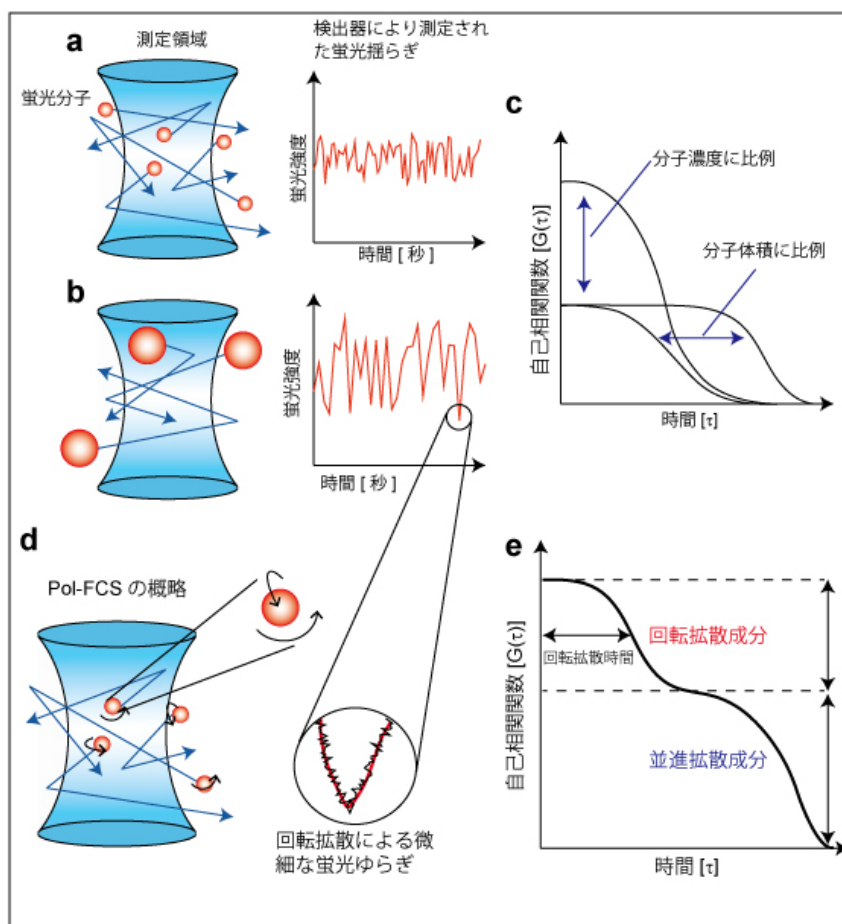 a
測定領域
蛍光分子
検出器により測定され
た蛍光揺らぎ
蛍光強度
時間 [ 秒 ]
b
蛍光強度
時間 [ 秒 ]
c
自己相関関数 [G(τ)]
分子濃度に比例
分子体積に比例
時間 [τ]
d
Pol-FCS の概略
回転拡散による微
細な蛍光ゆらぎ
e
自己相関関数 [G(τ)]
回転拡散成分
回転拡散時間
並進拡散成分
時間 [τ]